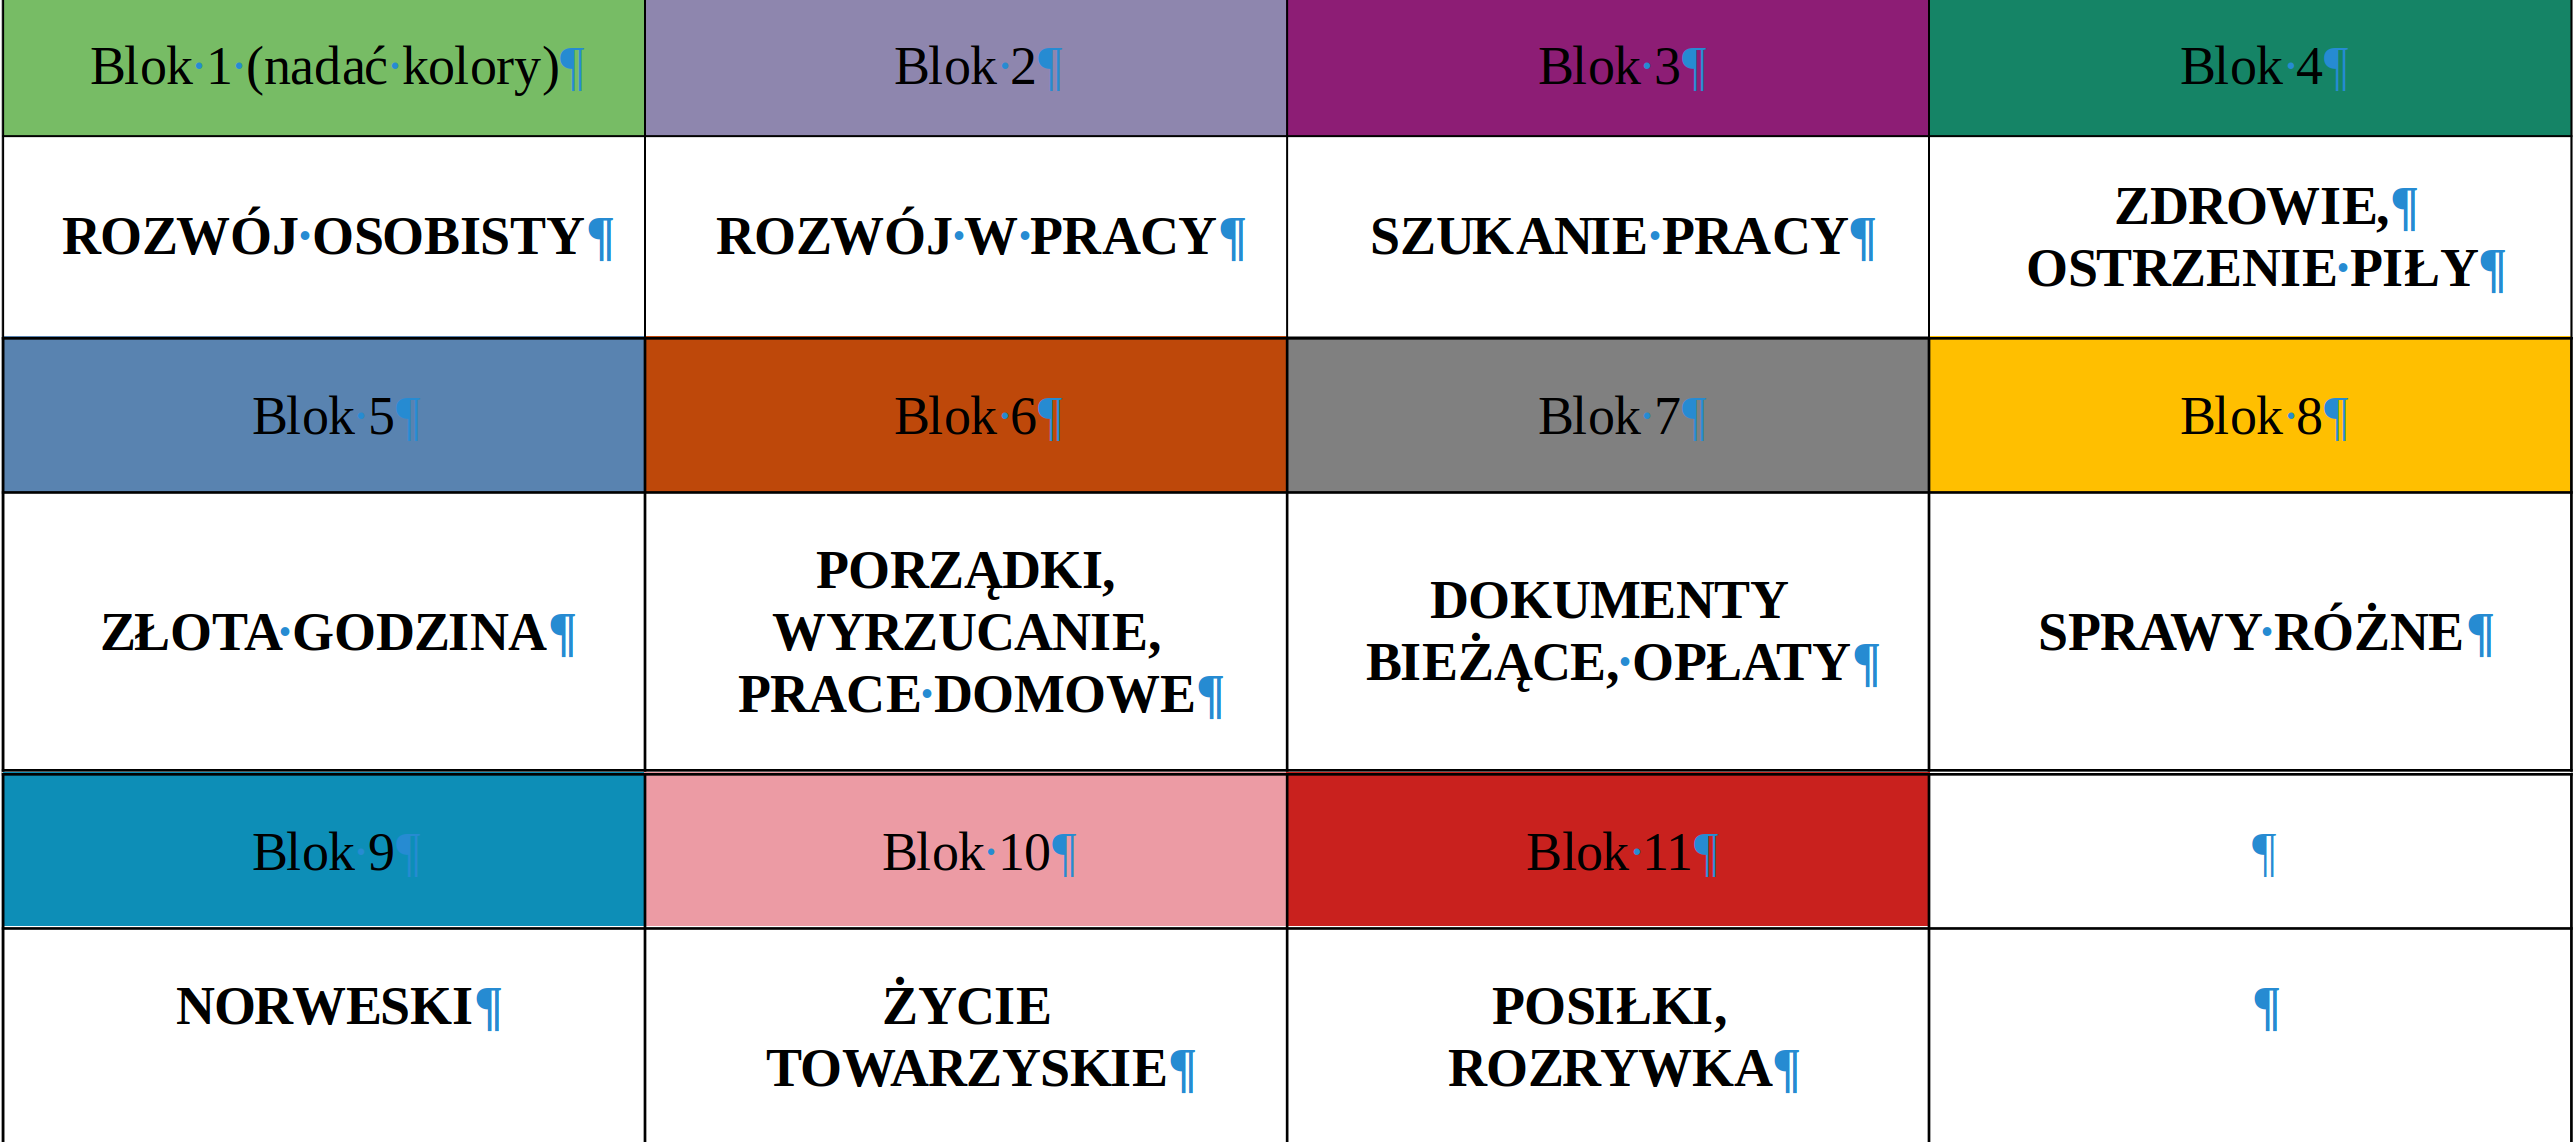 Blok 1 (nadać kolory)¶
Blok 2¶
Blok 3¶
Blok 4¶
ROZWÓJ OSOBISTY¶
ROZWÓJ W PRACY¶
SZUKANIE PRACY¶
ZDROWIE,¶
OSTRZENIE PIŁY¶
Blok 5¶
Blok 6¶
Blok 7¶
Blok 8¶
ZŁOTA GODZINA¶
PORZĄDKI,
WYRZUCANIE,
PRACE DOMOWE¶
DOKUMENTY
BIEŻĄCE, OPŁATY¶
SPRAWY RÓŻNE¶
Blok 9¶
Blok 10¶
Blok 11¶
¶
NORWESKI¶
ŻYCIE
TOWARZYSKIE¶
POSIŁKI,
ROZRYWKA¶
¶